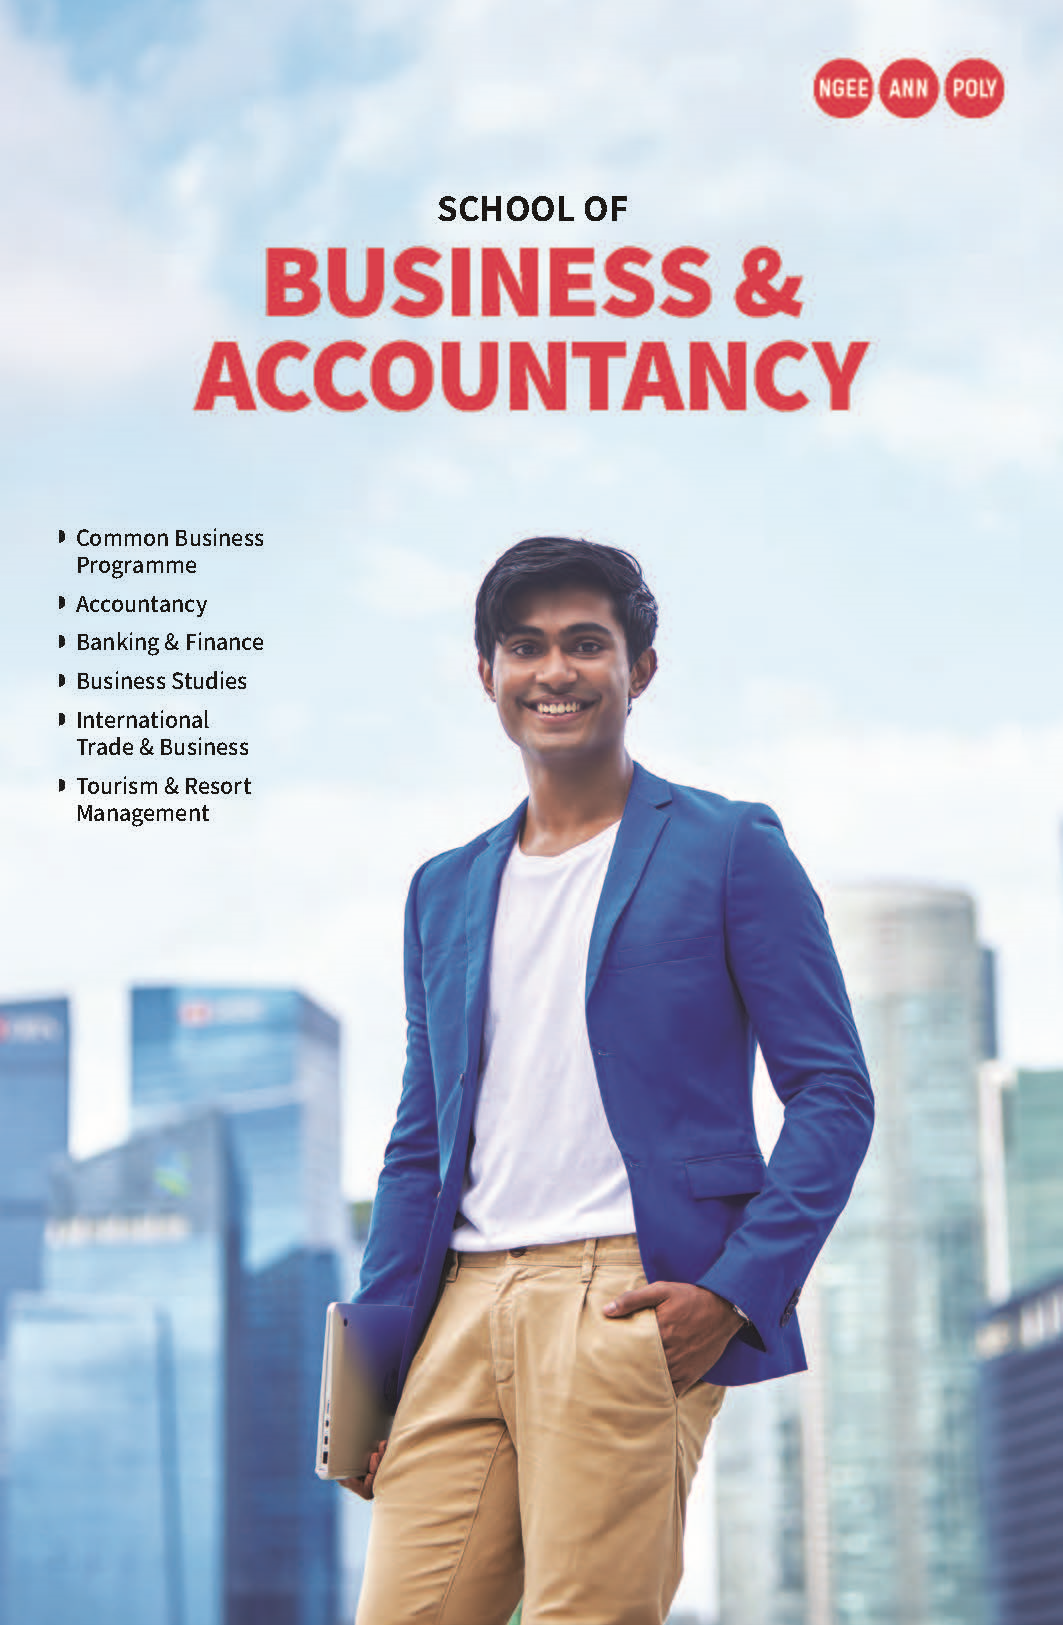 NGEE ANN POLY
SCHOOL OF
BUSINESS &
ACCOUNTANCY
Common Business
Programme
Accountancy
Banking & Finance
Business Studies
International
Trade & Business
Tourism & Resort
Management